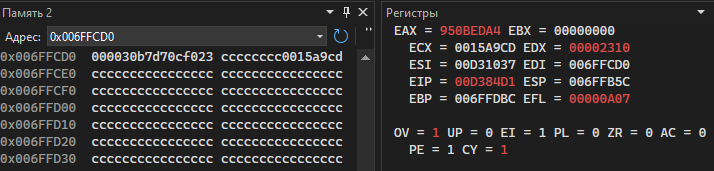 Память 2
Адрес: 0x006FFCD0
0x006FFCD0 000030b7d70cf023 cccccccc0015a9cd
0x006FFCE0 cccccccccccccccc cccccccccccccccc
0x006FFCF0 cccccccccccccccc cccccccccccccccc
0x006FFD00 cccccccccccccccc cccccccccccccccc
0x006FFD10 cccccccccccccccc cccccccccccccccc
0x006FFD20 cccccccccccccccc cccccccccccccccc
0x006FFD30 cccccccccccccccc cccccccccccccccc
Регистры
EAX = 950BEDA4 EBX = 00000000
ECX = 0015A9CD EDX = 00002310
ESI = 00D31037 EDI = 006FFCD0
EIP = 00D384D1 ESP = 006FFB5C
EBP = 006FFDBC EFL = 00000A07
OV = 1 UP = 0 EI = 1 PL = 0 ZR = 0 AC = 0
PE = 1 CY = 1